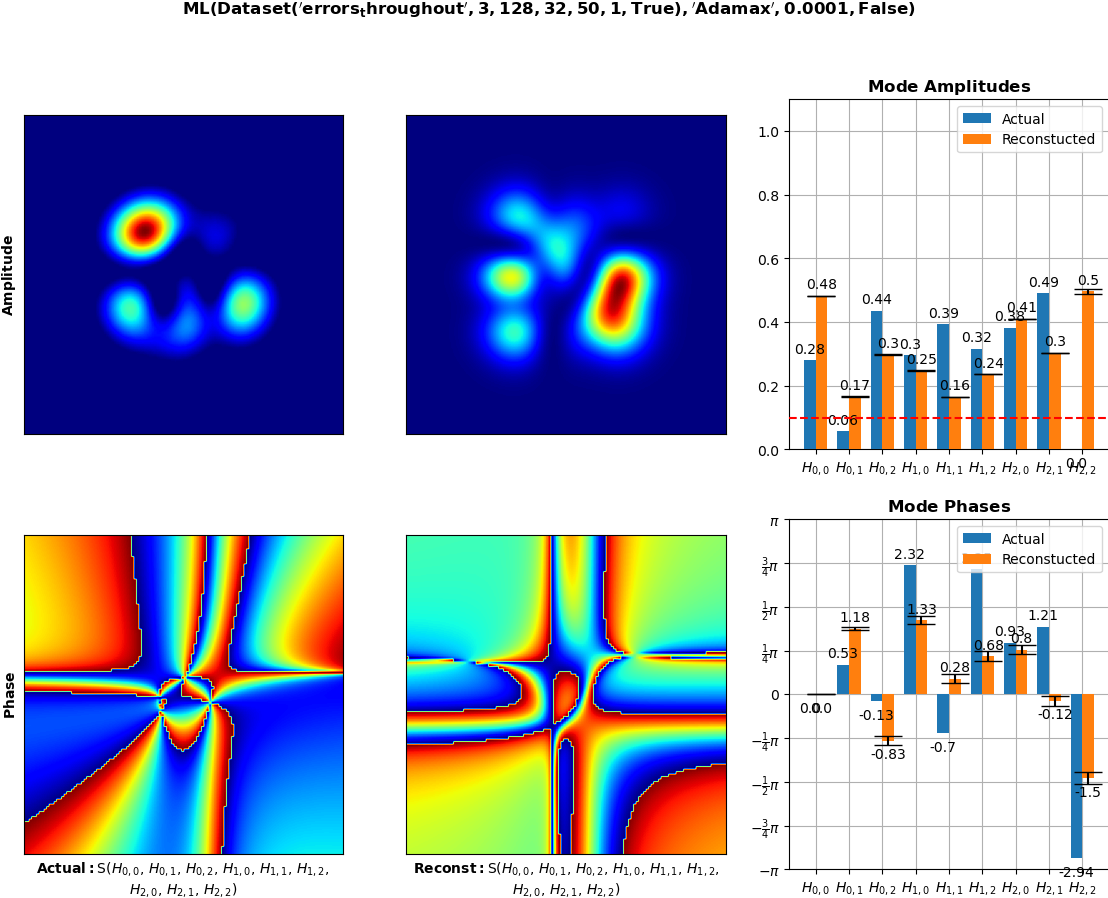 ML(Dataset('errors_throughout', 3, 128, 32, 50, 1, True), 'Adamax', 0.0001, False)
Amplitude
Mode Amplitudes
Actual
Reconstucted
1.0
0.8
0.6
0.4
0.2
0.0
0.28
0.48
0.06
0.17
0.44
0.3
0.3
0.25
0.39
0.16
0.32
0.24
0.38
0.41
0.49
0.3
0.0
0.5
H0,0 H0,1 H0,2 H1,0 H1,1 H1,2 H2,0 H2,1 H2,2
Phase
Mode Phases
Actual
Reconstucted
π
3/4π
1/2π
1/4π
0
−1/4π
−1/2π
−3/4π
−π
0.0
0.0
0.53
1.18
-0.13
-0.83
2.32
1.33
-0.7
0.28
0.68
0.93
0.8
1.21
-0.12
-2.94
-1.5
H0,0 H0,1 H0,2 H1,0 H1,1 H1,2 H2,0 H2,1 H2,2
Actual: S(H0,0, H0,1, H0,2, H1,0, H1,1, H1,2,
H2,0, H2,1, H2,2)
Reconst: S(H0,0, H0,1, H0,2, H1,0, H1,1, H1,2,
H2,0, H2,1, H2,2)